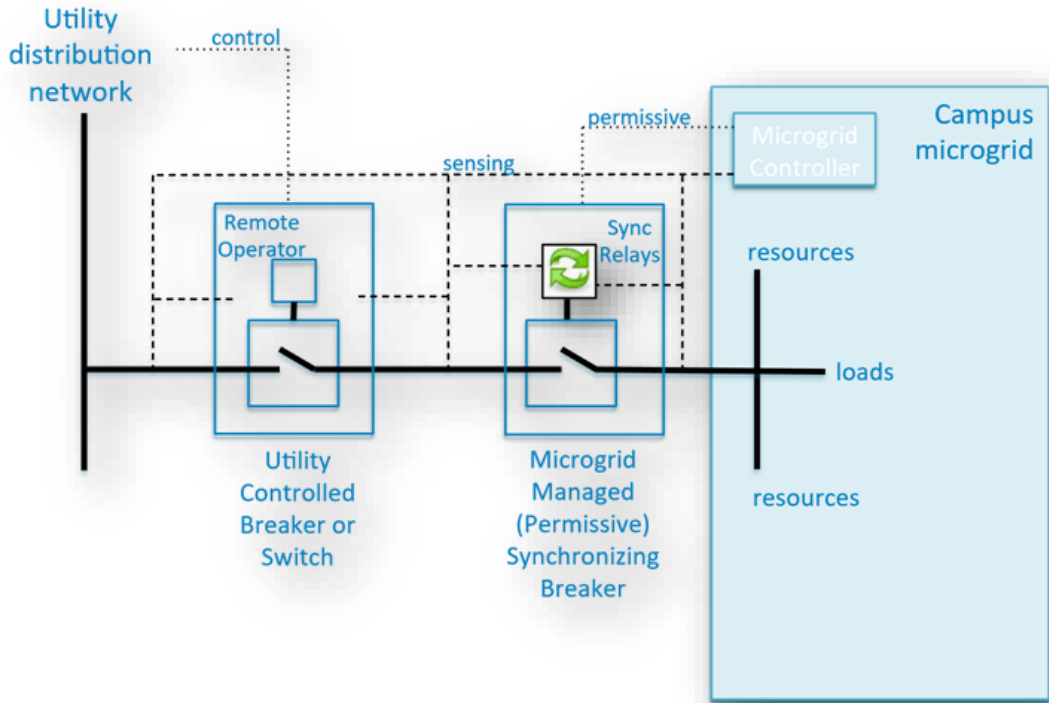 Utility
distribution
network
control
permissive
sensing
Campus
microgrid
Microgrid
Controller
Remote
Operator
Sync
Relays
resources
loads
resources
Utility
Controlled
Breaker or
Switch
Microgrid
Managed
(Permissive)
Synchronizing
Breaker